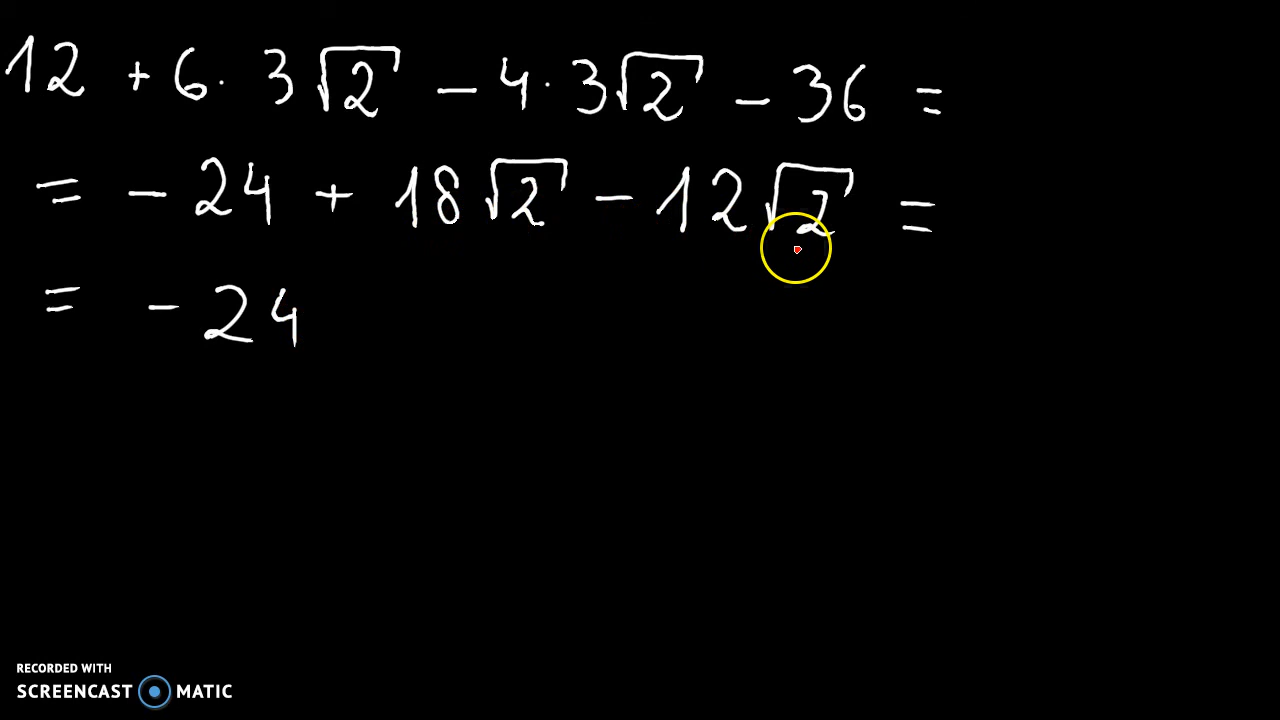 12 + 6 · 3√2 − 4 · 3√2 − 36 =
= − 24 + 18√2 − 12√2 =
= − 24
RECORDED WITH
SCREENCAST MATIC